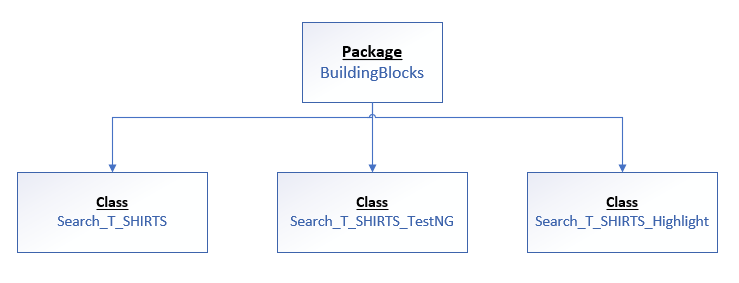 Package
BuildingBlocks
Class
Search_T_SHIRTS
Class
Search_T_SHIRTS_TestNG
Class
Search_T_SHIRTS_Highlight